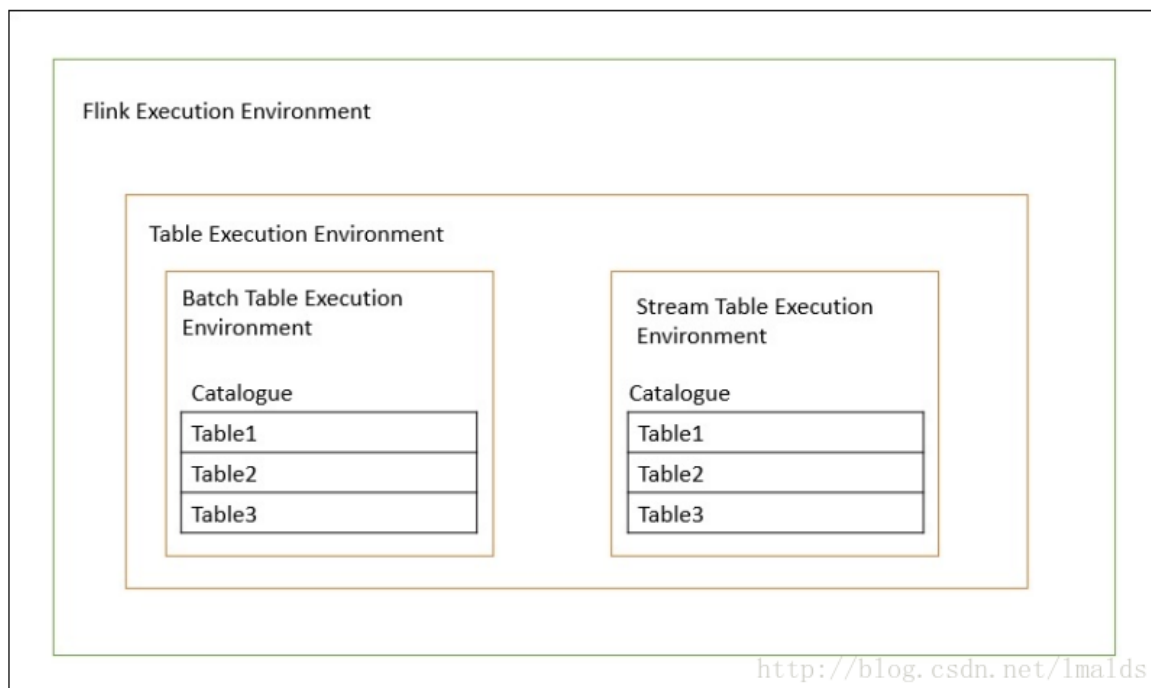 Flink Execution Environment
Table Execution Environment
Batch Table Execution
Environment
Catalogue
Table1
Table2
Table3
Stream Table Execution
Environment
Catalogue
Table1
Table2
Table3
http://blog.csdn.net/lmalds